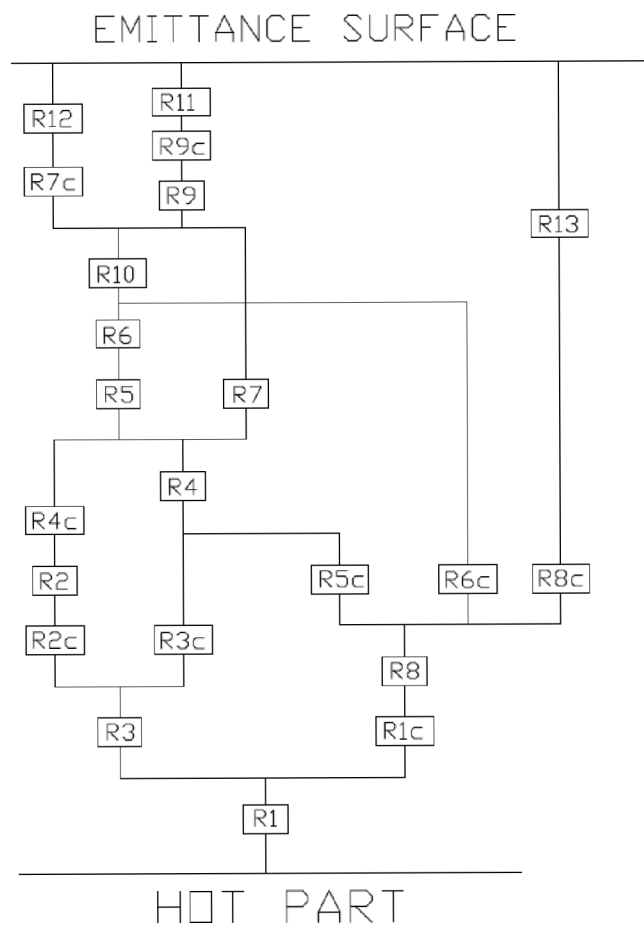 EMITTANCE SURFACE
R12
R11
R9c
R7c
R9
R13
R10
R6
R5
R7
R4
R4c
R2
R5c
R6c
R8c
R2c
R3c
R8
R3
R1c
R1
HOT PART